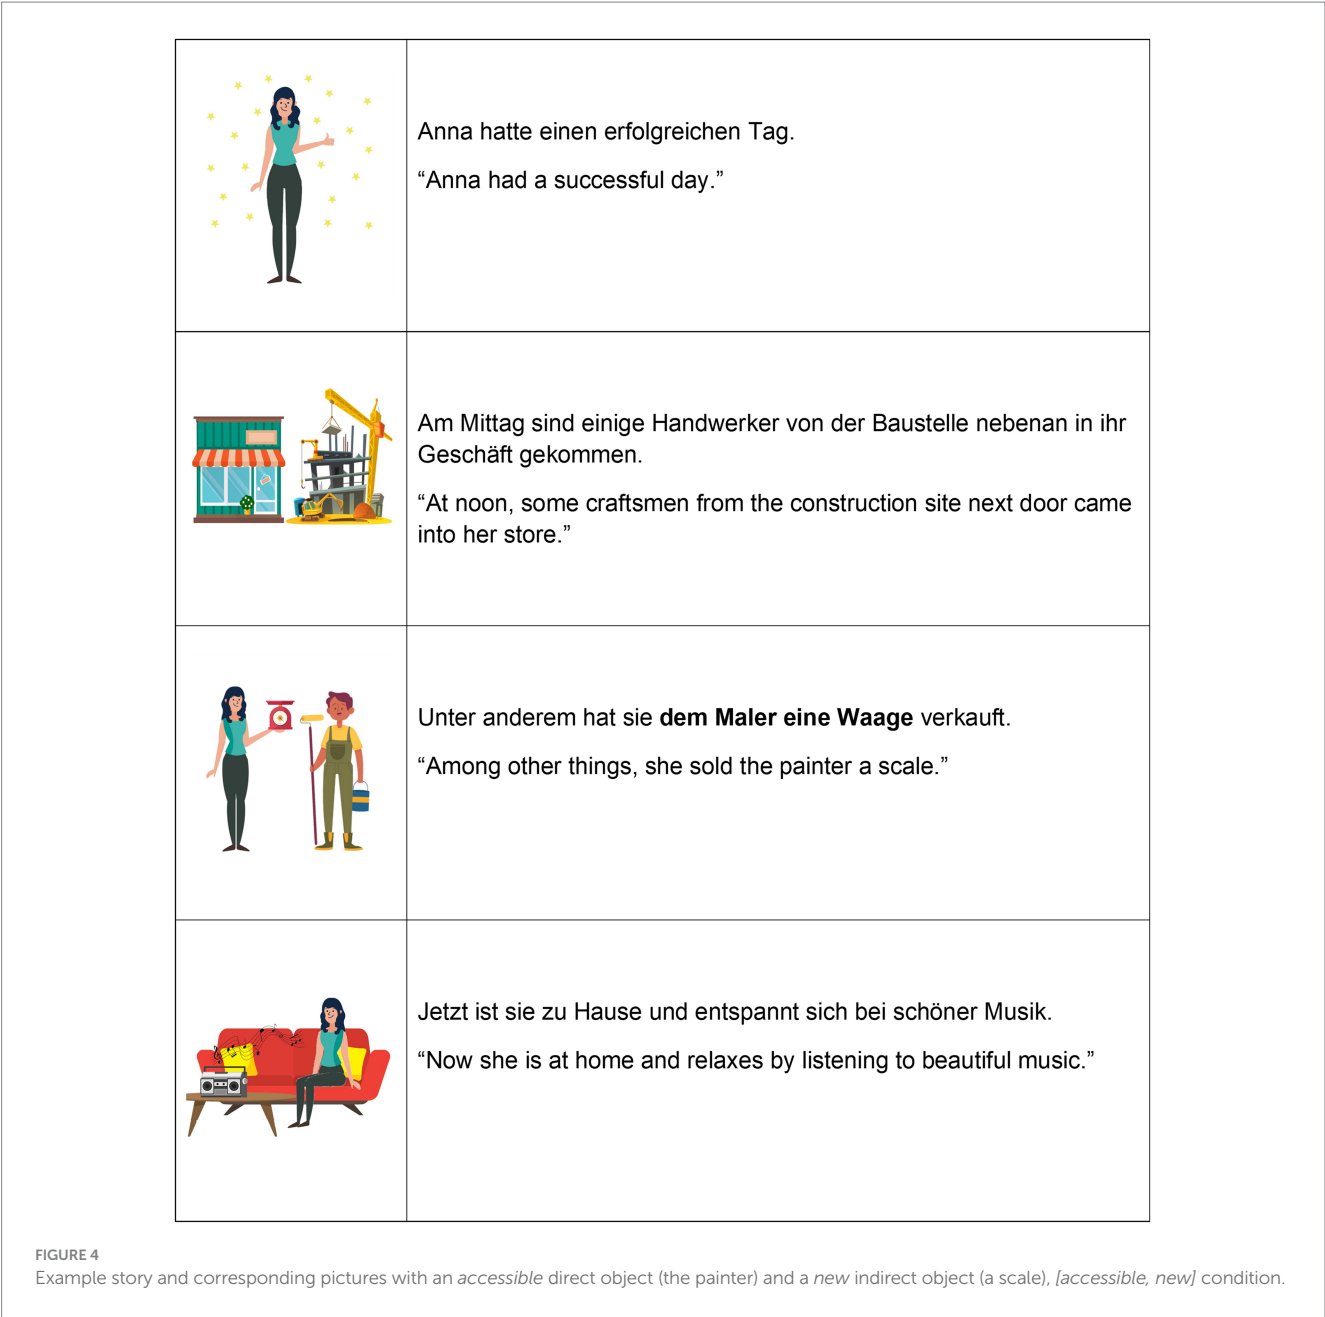 Anna hatte einen erfolgreichen Tag.
“Anna had a successful day.”
Am Mittag sind einige Handwerker von der Baustelle nebenan in ihr
Geschäft gekommen.
“At noon, some craftsmen from the construction site next door came
into her store.”
Unter anderem hat sie dem Maler eine Waage verkauft.
“Among other things, she sold the painter a scale.”
Jetzt ist sie zu Hause und entspannt sich bei schöner Musik.
“Now she is at home and relaxes by listening to beautiful music.”
FIGURE 4
Example story and corresponding pictures with an accessible direct object (the painter) and a new indirect object (a scale), [accessible, new] condition.